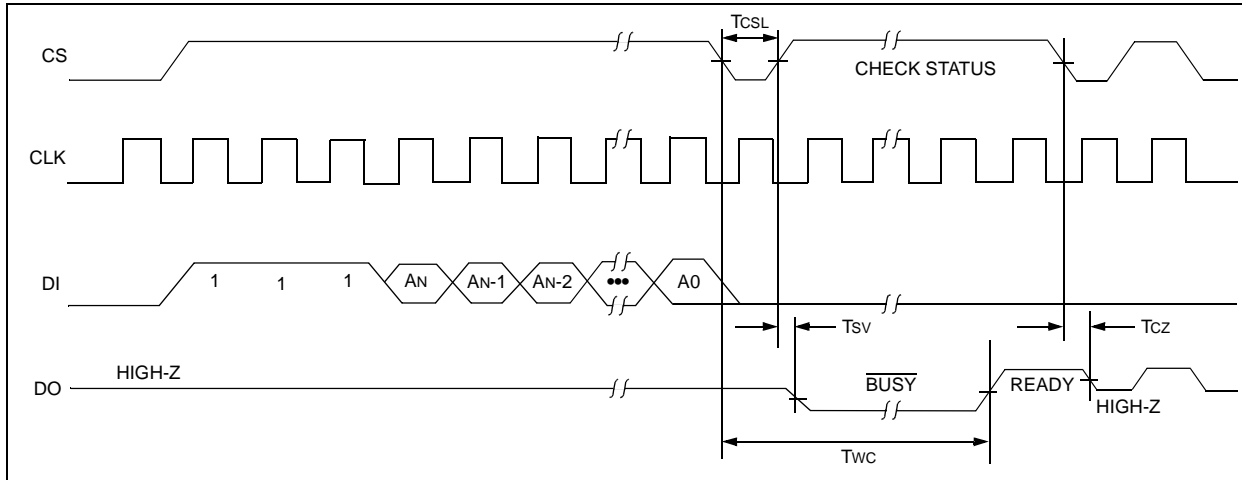 TCSL
CS
CHECK STATUS
CLK
DI
1 1 1 AN AN-1 AN-2 ••• A0
TSV
TCZ
HIGH-Z
DO
BUSY
READY
HIGH-Z
TWC